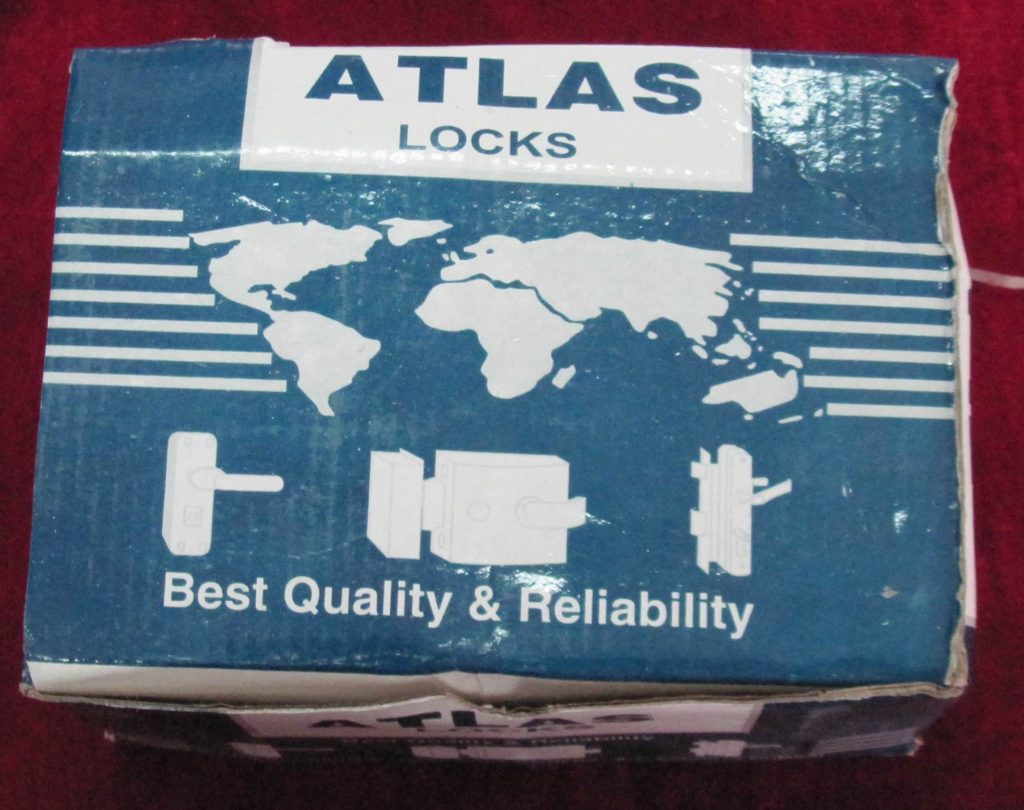 ATLAS
LOCKS
Best Quality & Reliability
ATLAS